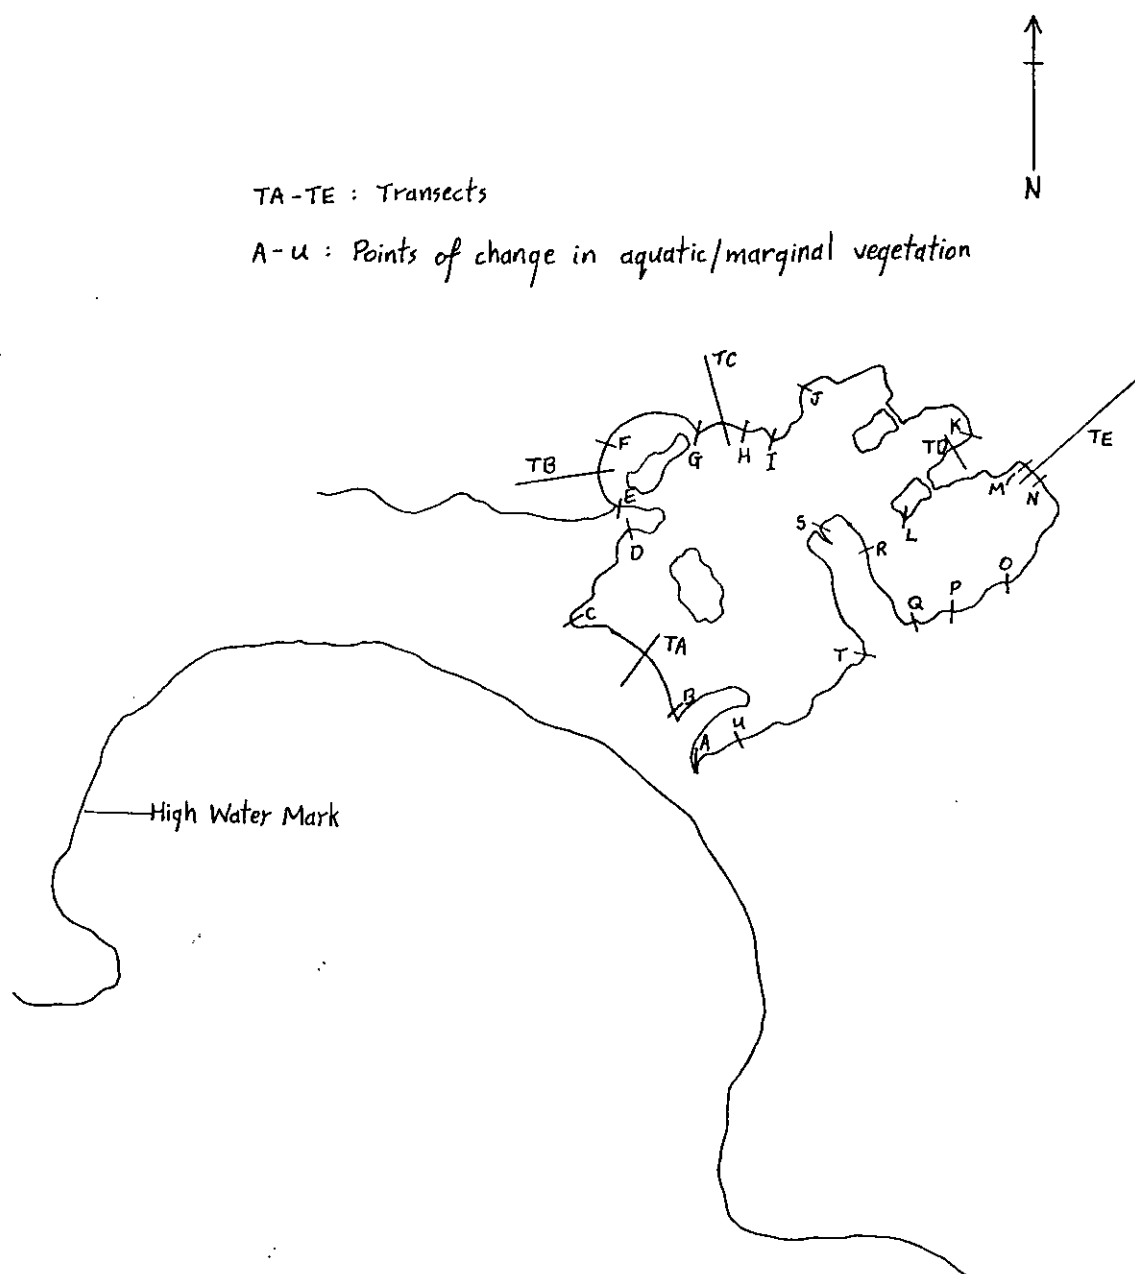 N
TA-TE : Transects
A-U : Points of change in aquatic/marginal vegetation
TC
J
F
K
TE
G
H
I
TB
TD
E
M
N
S
L
R
D
O
P
Q
C
TA
T
B
U
A
High Water Mark